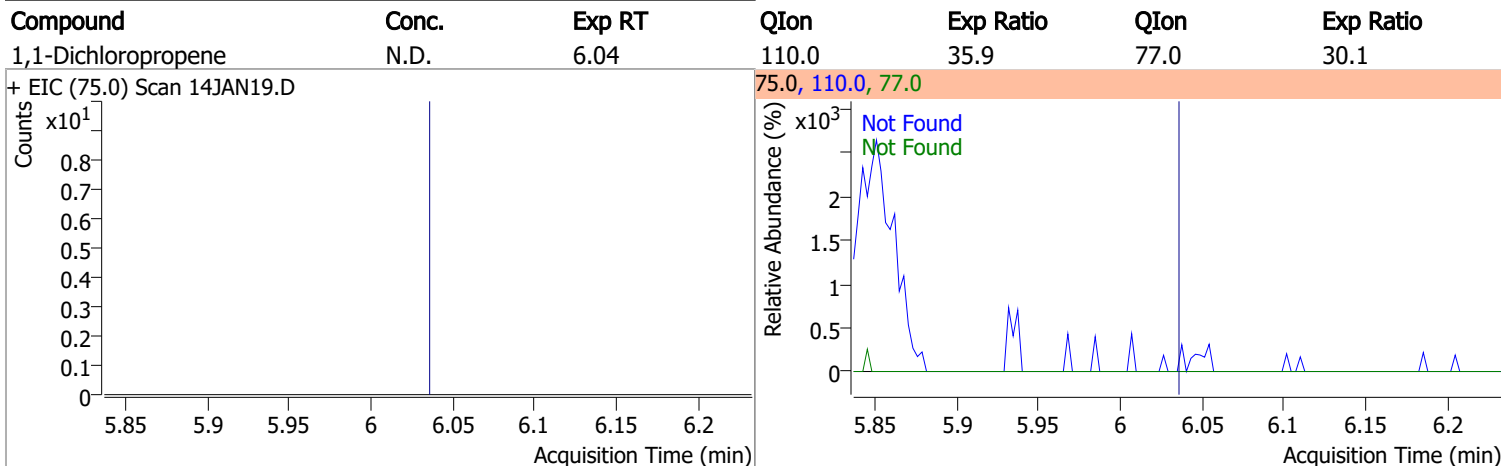 Compound Conc. Exp RT QIon Exp Ratio QIon Exp Ratio
1,1-Dichloropropene N.D. 6.04 110.0 35.9 77.0 30.1
+ EIC (75.0) Scan 14JAN19.D
Counts
x10¹
0.8
0.7
0.6
0.5
0.4
0.3
0.2
0.1
0
5.85 5.9 5.95 6 6.05 6.1 6.15 6.2
Acquisition Time (min)
75.0, 110.0, 77.0
Relative Abundance (%)
x10³
Not Found
Not Found
2
1.5
1
0.5
0
5.85 5.9 5.95 6 6.05 6.1 6.15 6.2
Acquisition Time (min)